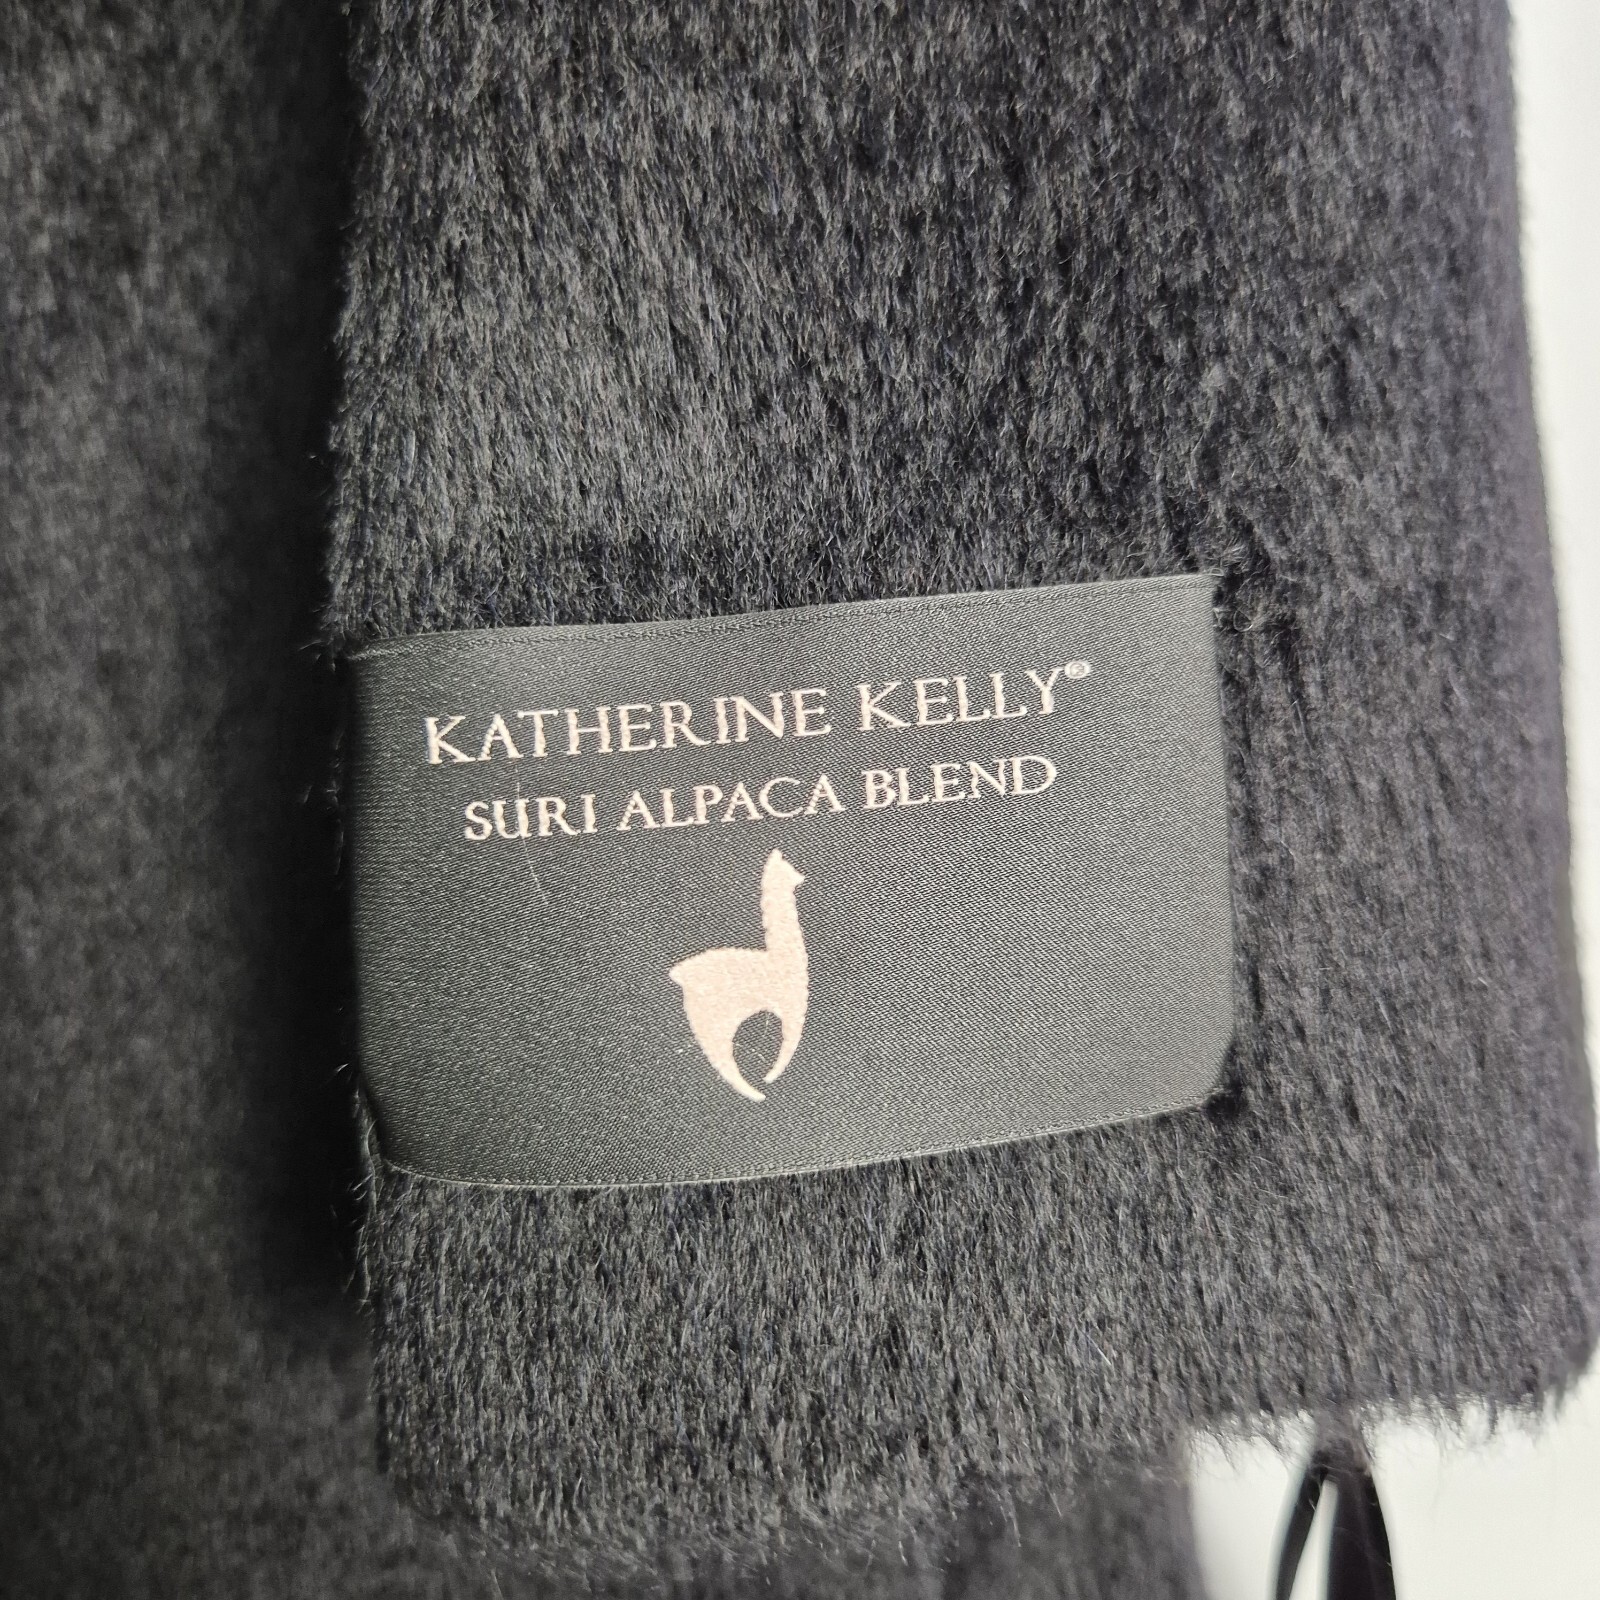 KATHERINE KELLY®
SURI ALPACA BLEND